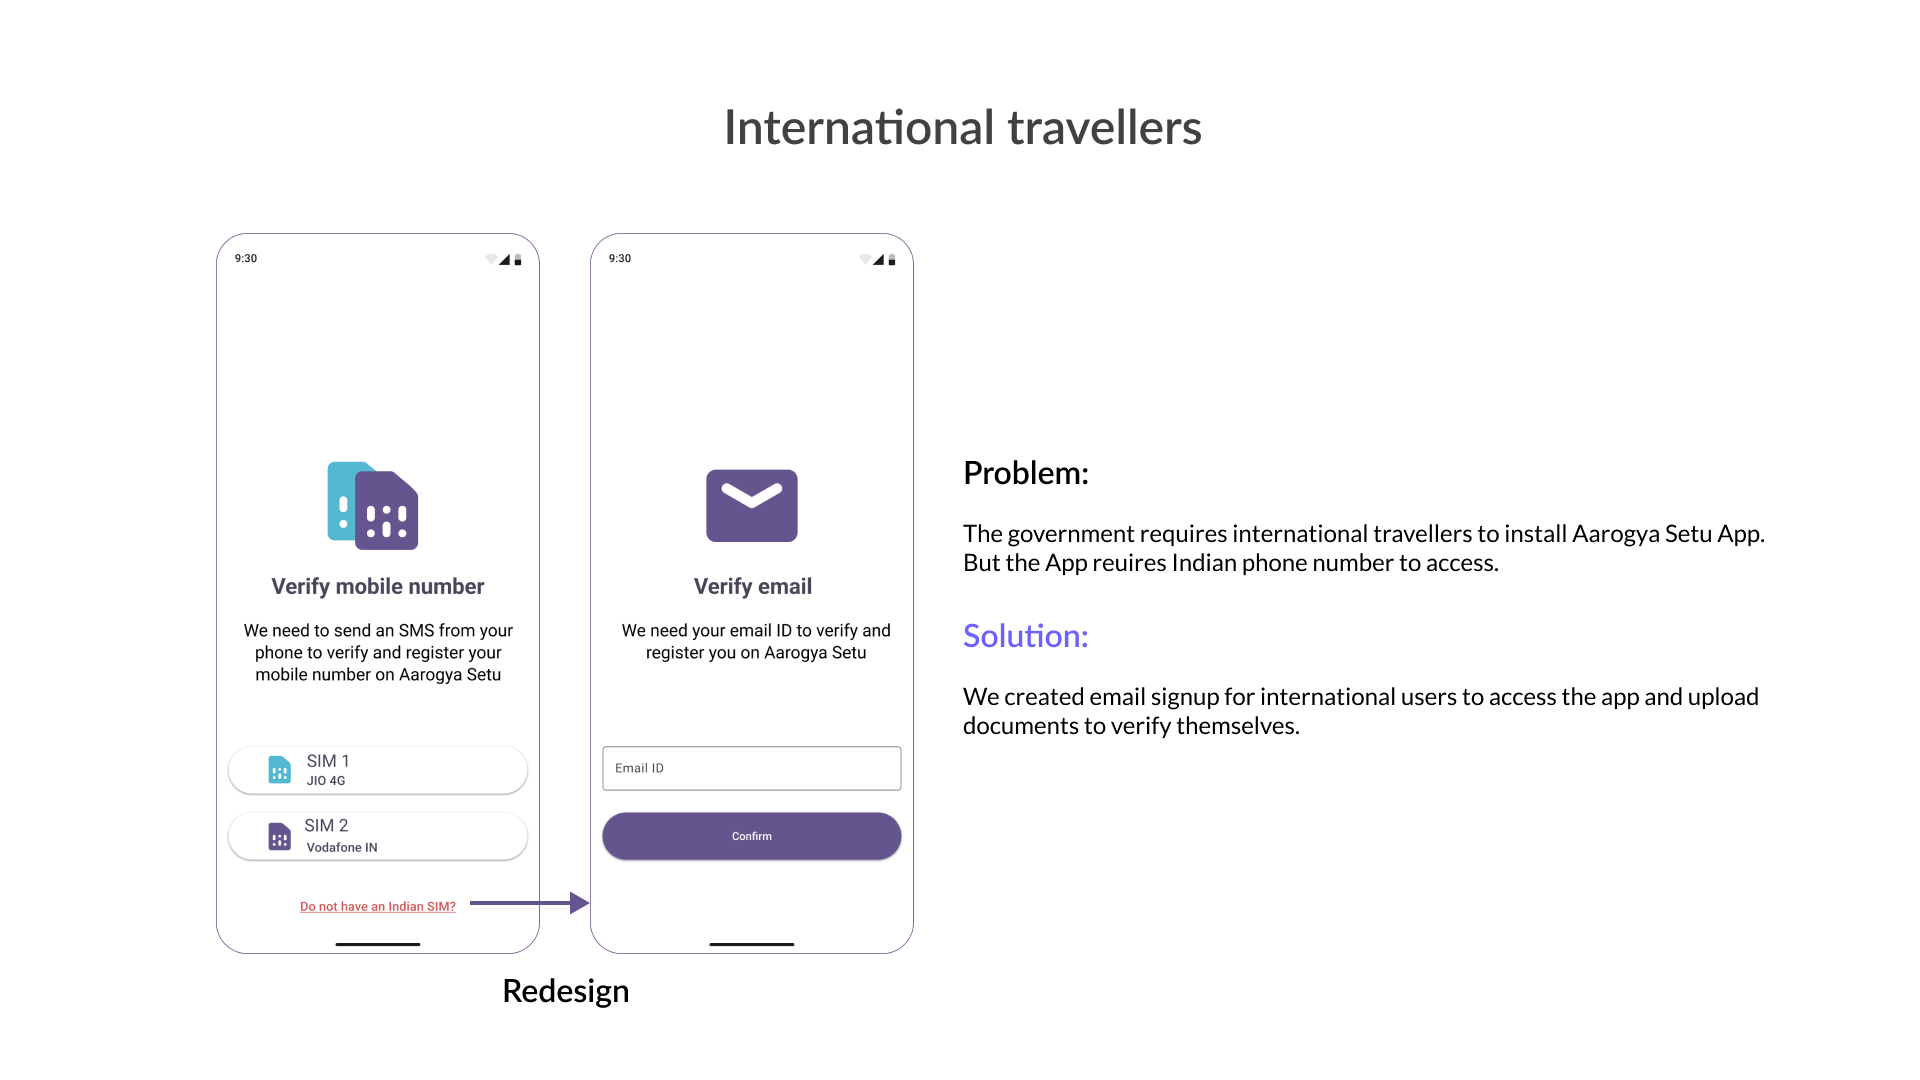 International travellers
9:30
Verify mobile number
We need to send an SMS from your
phone to verify and register your
mobile number on Aarogya Setu
SIM 1
JIO 4G
SIM 2
Vodafone IN
Do not have an Indian SIM?
9:30
Verify email
We need your email ID to verify and
register you on Aarogya Setu
Email ID
Confirm
Redesign
Problem:
The government requires international travellers to install Aarogya Setu App.
But the App reuires Indian phone number to access.
Solution:
We created email signup for international users to access the app and upload
documents to verify themselves.